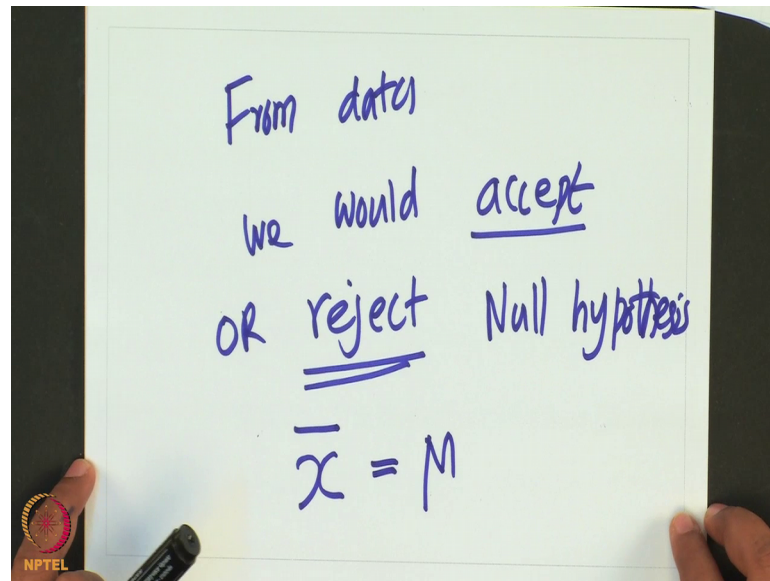 From data
we would accept
OR reject Null hypothesis
x̄ = μ
NPTEL